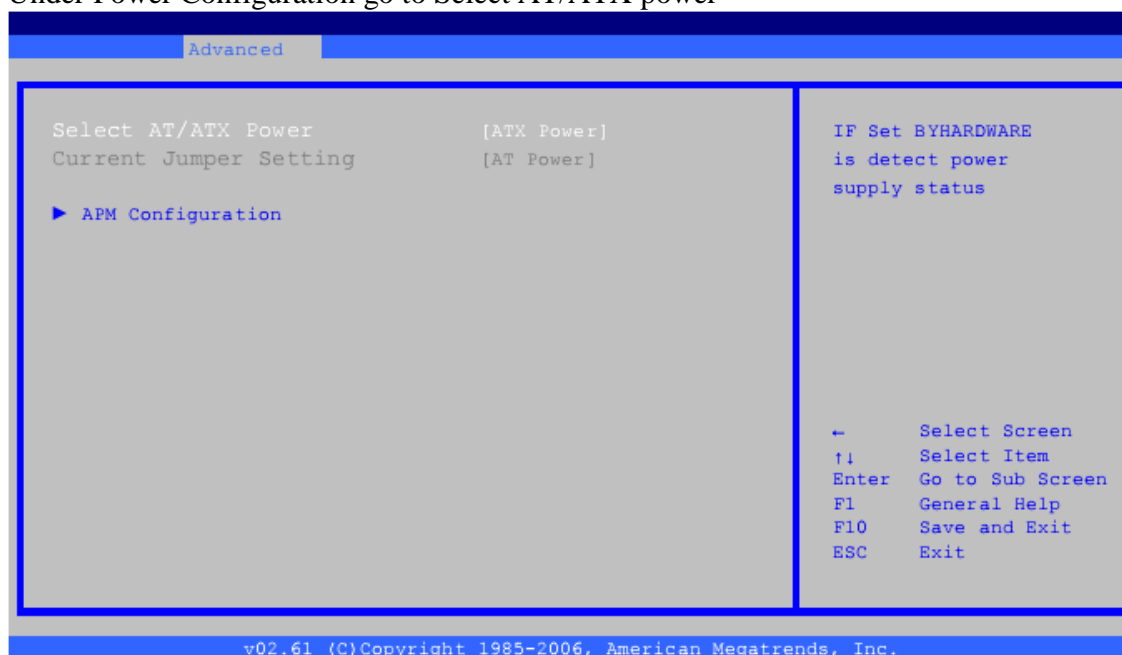 Under Power Configuration go to Select AT/ATX power
Advanced
Select AT/ATX Power [ATX Power]
Current Jumper Setting [AT Power]
▶ APM Configuration
IF Set BYHARDWARE
is detect power
supply status
← Select Screen
↑↓ Select Item
Enter Go to Sub Screen
F1 General Help
F10 Save and Exit
ESC Exit
v02.61 (C)Copyright 1985-2006, American Megatrends, Inc.